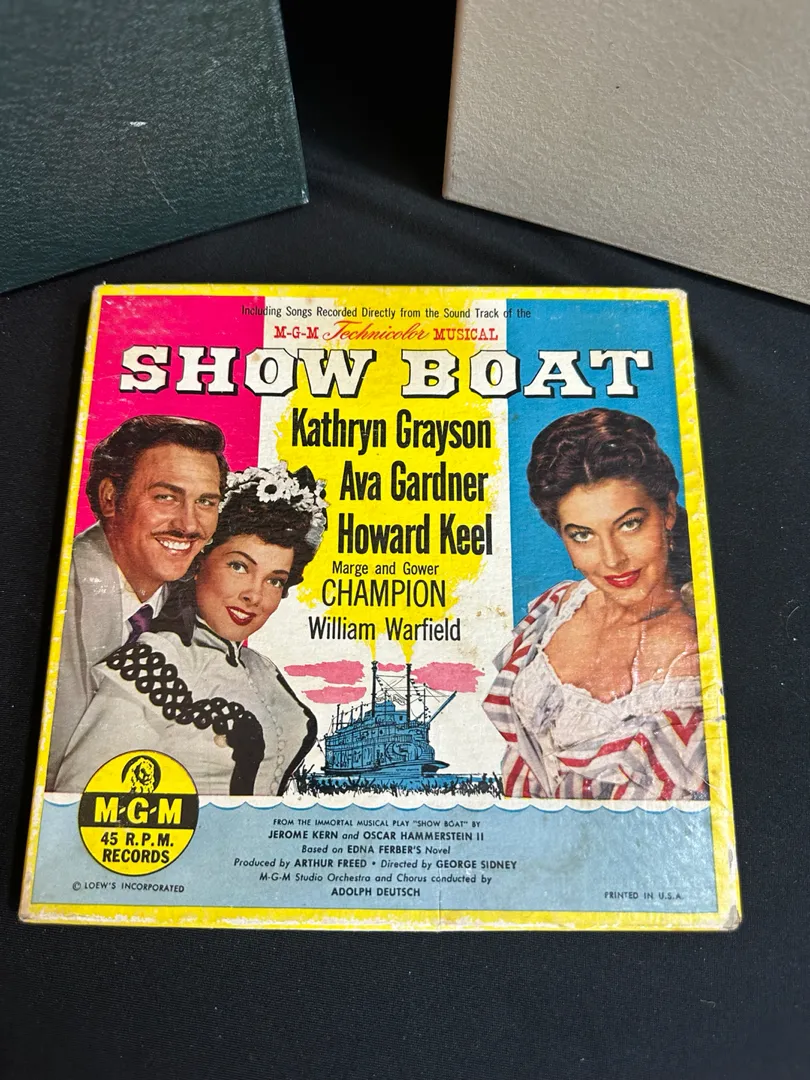 Including Songs Recorded Directly from the Sound Track of the
M-G-M Technicolor MUSICAL
SHOW BOAT
Kathryn Grayson
Ava Gardner
Howard Keel
Marge and Gower
CHAMPION
William Warfield
M-G-M
45 R.P.M.
RECORDS
© LOEW'S INCORPORATED
FROM THE IMMORTAL MUSICAL PLAY "SHOW BOAT" BY
JEROME KERN and OSCAR HAMMERSTEIN II
Based on EDNA FERBER'S Novel
Produced by ARTHUR FREED • Directed by GEORGE SIDNEY
M-G-M Studio Orchestra and Chorus conducted by
ADOLPH DEUTSCH
PRINTED IN U.S.A.